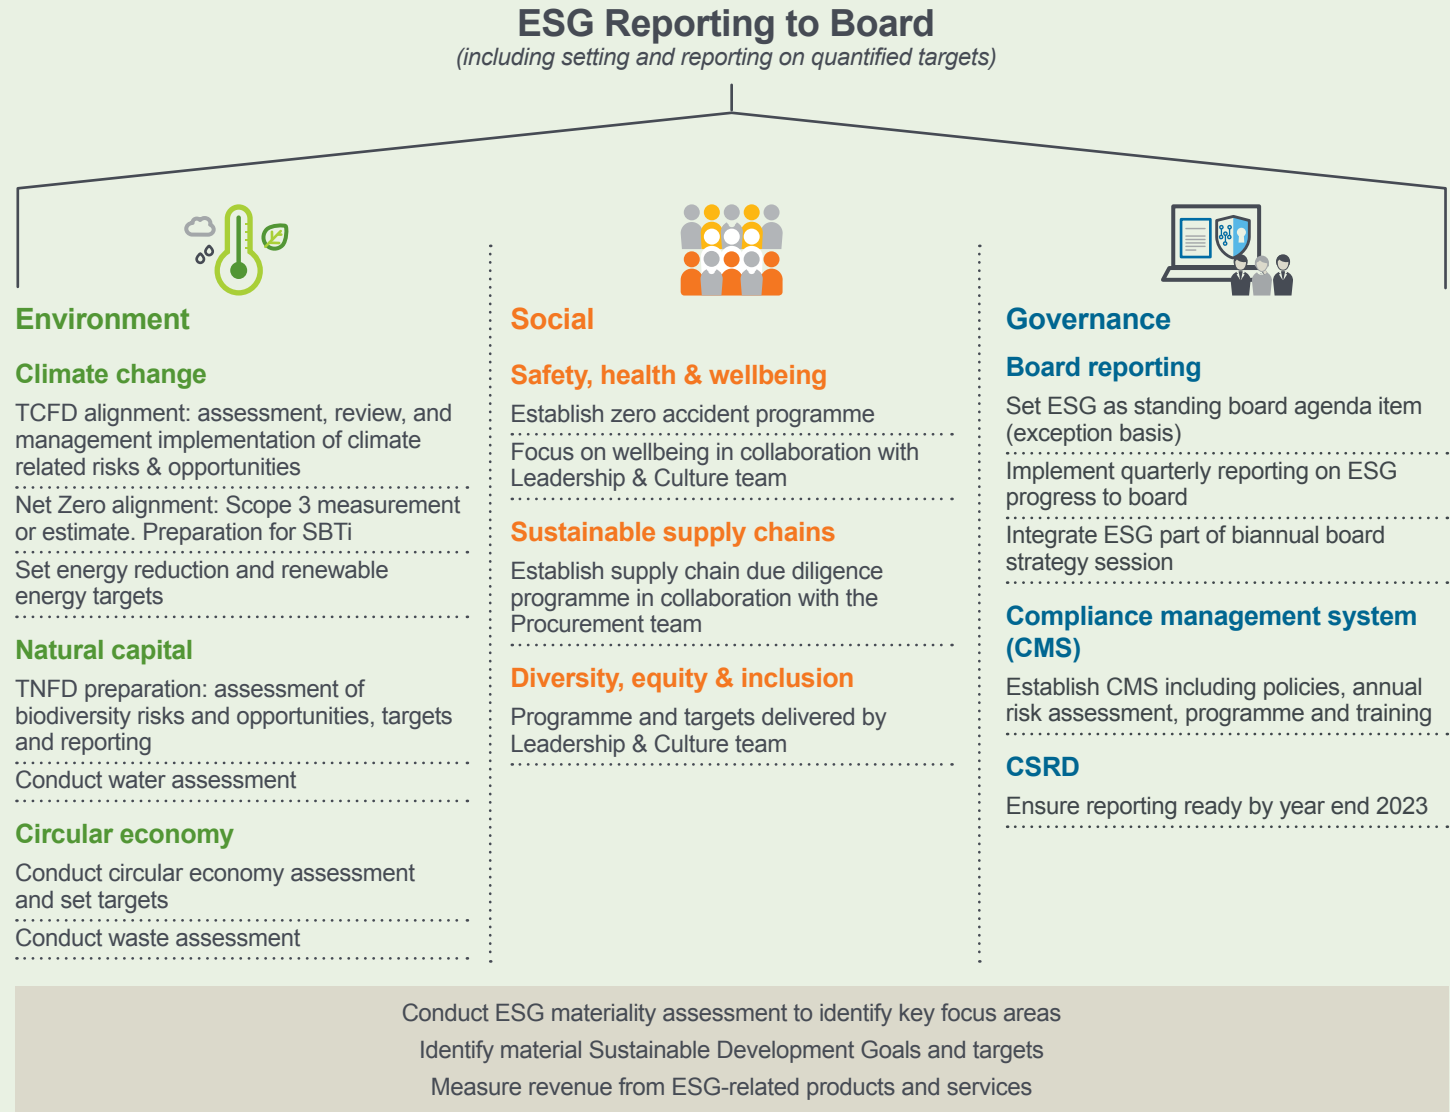 ESG Reporting to Board
(including setting and reporting on quantified targets)
Environment
Climate change
TCFD alignment: assessment, review, and
management implementation of climate
related risks & opportunities
Net Zero alignment: Scope 3 measurement
or estimate. Preparation for SBTi
Set energy reduction and renewable
energy targets
Natural capital
TNFD preparation: assessment of
biodiversity risks and opportunities, targets
and reporting
Conduct water assessment
Circular economy
Conduct circular economy assessment
and set targets
Conduct waste assessment
Social
Safety, health & wellbeing
Establish zero accident programme
Focus on wellbeing in collaboration with
Leadership & Culture team
Sustainable supply chains
Establish supply chain due diligence
programme in collaboration with the
Procurement team
Diversity, equity & inclusion
Programme and targets delivered by
Leadership & Culture team
Governance
Board reporting
Set ESG as standing board agenda item
(exception basis)
Implement quarterly reporting on ESG
progress to board
Integrate ESG part of biannual board
strategy session
Compliance management system
(CMS)
Establish CMS including policies, annual
risk assessment, programme and training
CSRD
Ensure reporting ready by year end 2023
Conduct ESG materiality assessment to identify key focus areas
Identify material Sustainable Development Goals and targets
Measure revenue from ESG-related products and services